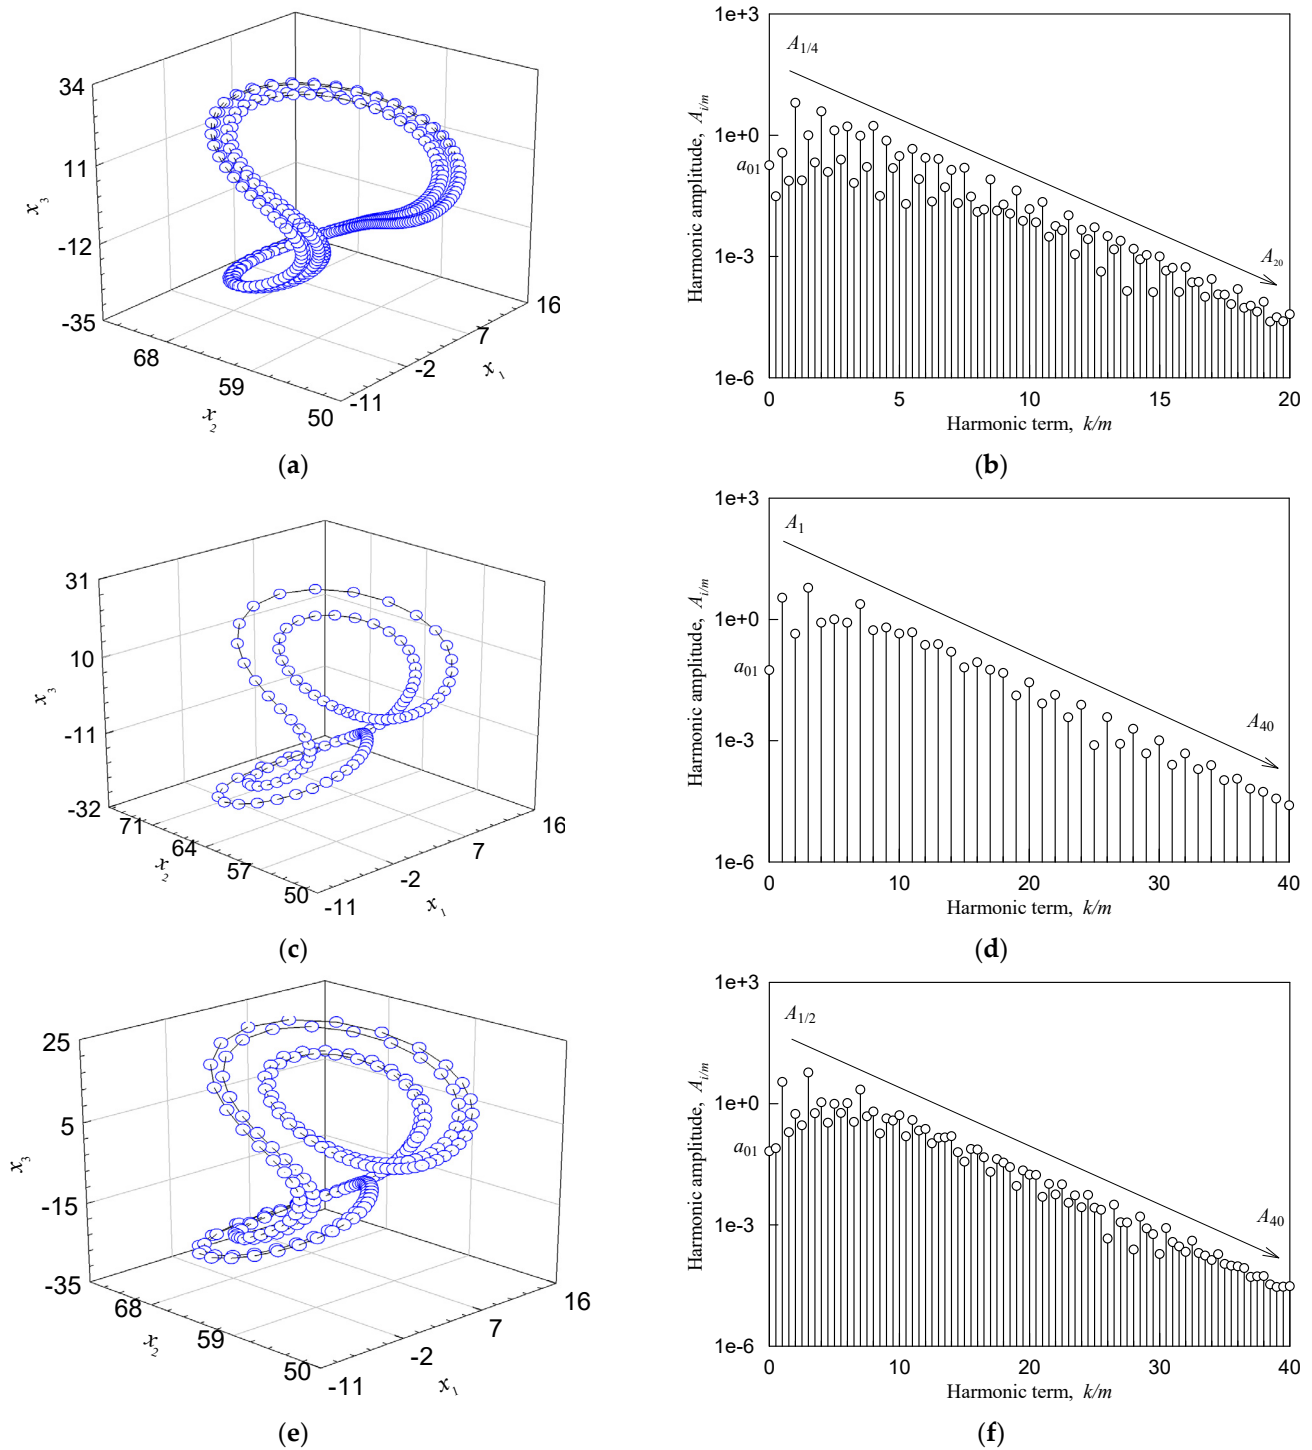 34
11
-12
-35
x3
68
59
50
x2
-11
-2
7
16
x1
(a)
1e+3
1e+0
1e-3
1e-6
Harmonic amplitude, Ai/m
a01
A1/4
A20
0
5
10
15
20
Harmonic term, k/m
(b)
31
10
-11
-32
x3
71
64
57
50
x2
-11
-2
7
16
x1
(c)
1e+3
1e+0
1e-3
1e-6
Harmonic amplitude, Ai/m
a01
A1
A40
0
10
20
30
40
Harmonic term, k/m
(d)
25
5
-15
-35
x3
68
59
50
x2
-11
-2
7
16
x1
(e)
1e+3
1e+0
1e-3
1e-6
Harmonic amplitude, Ai/m
a01
A1/2
A40
0
10
20
30
40
Harmonic term, k/m
(f)